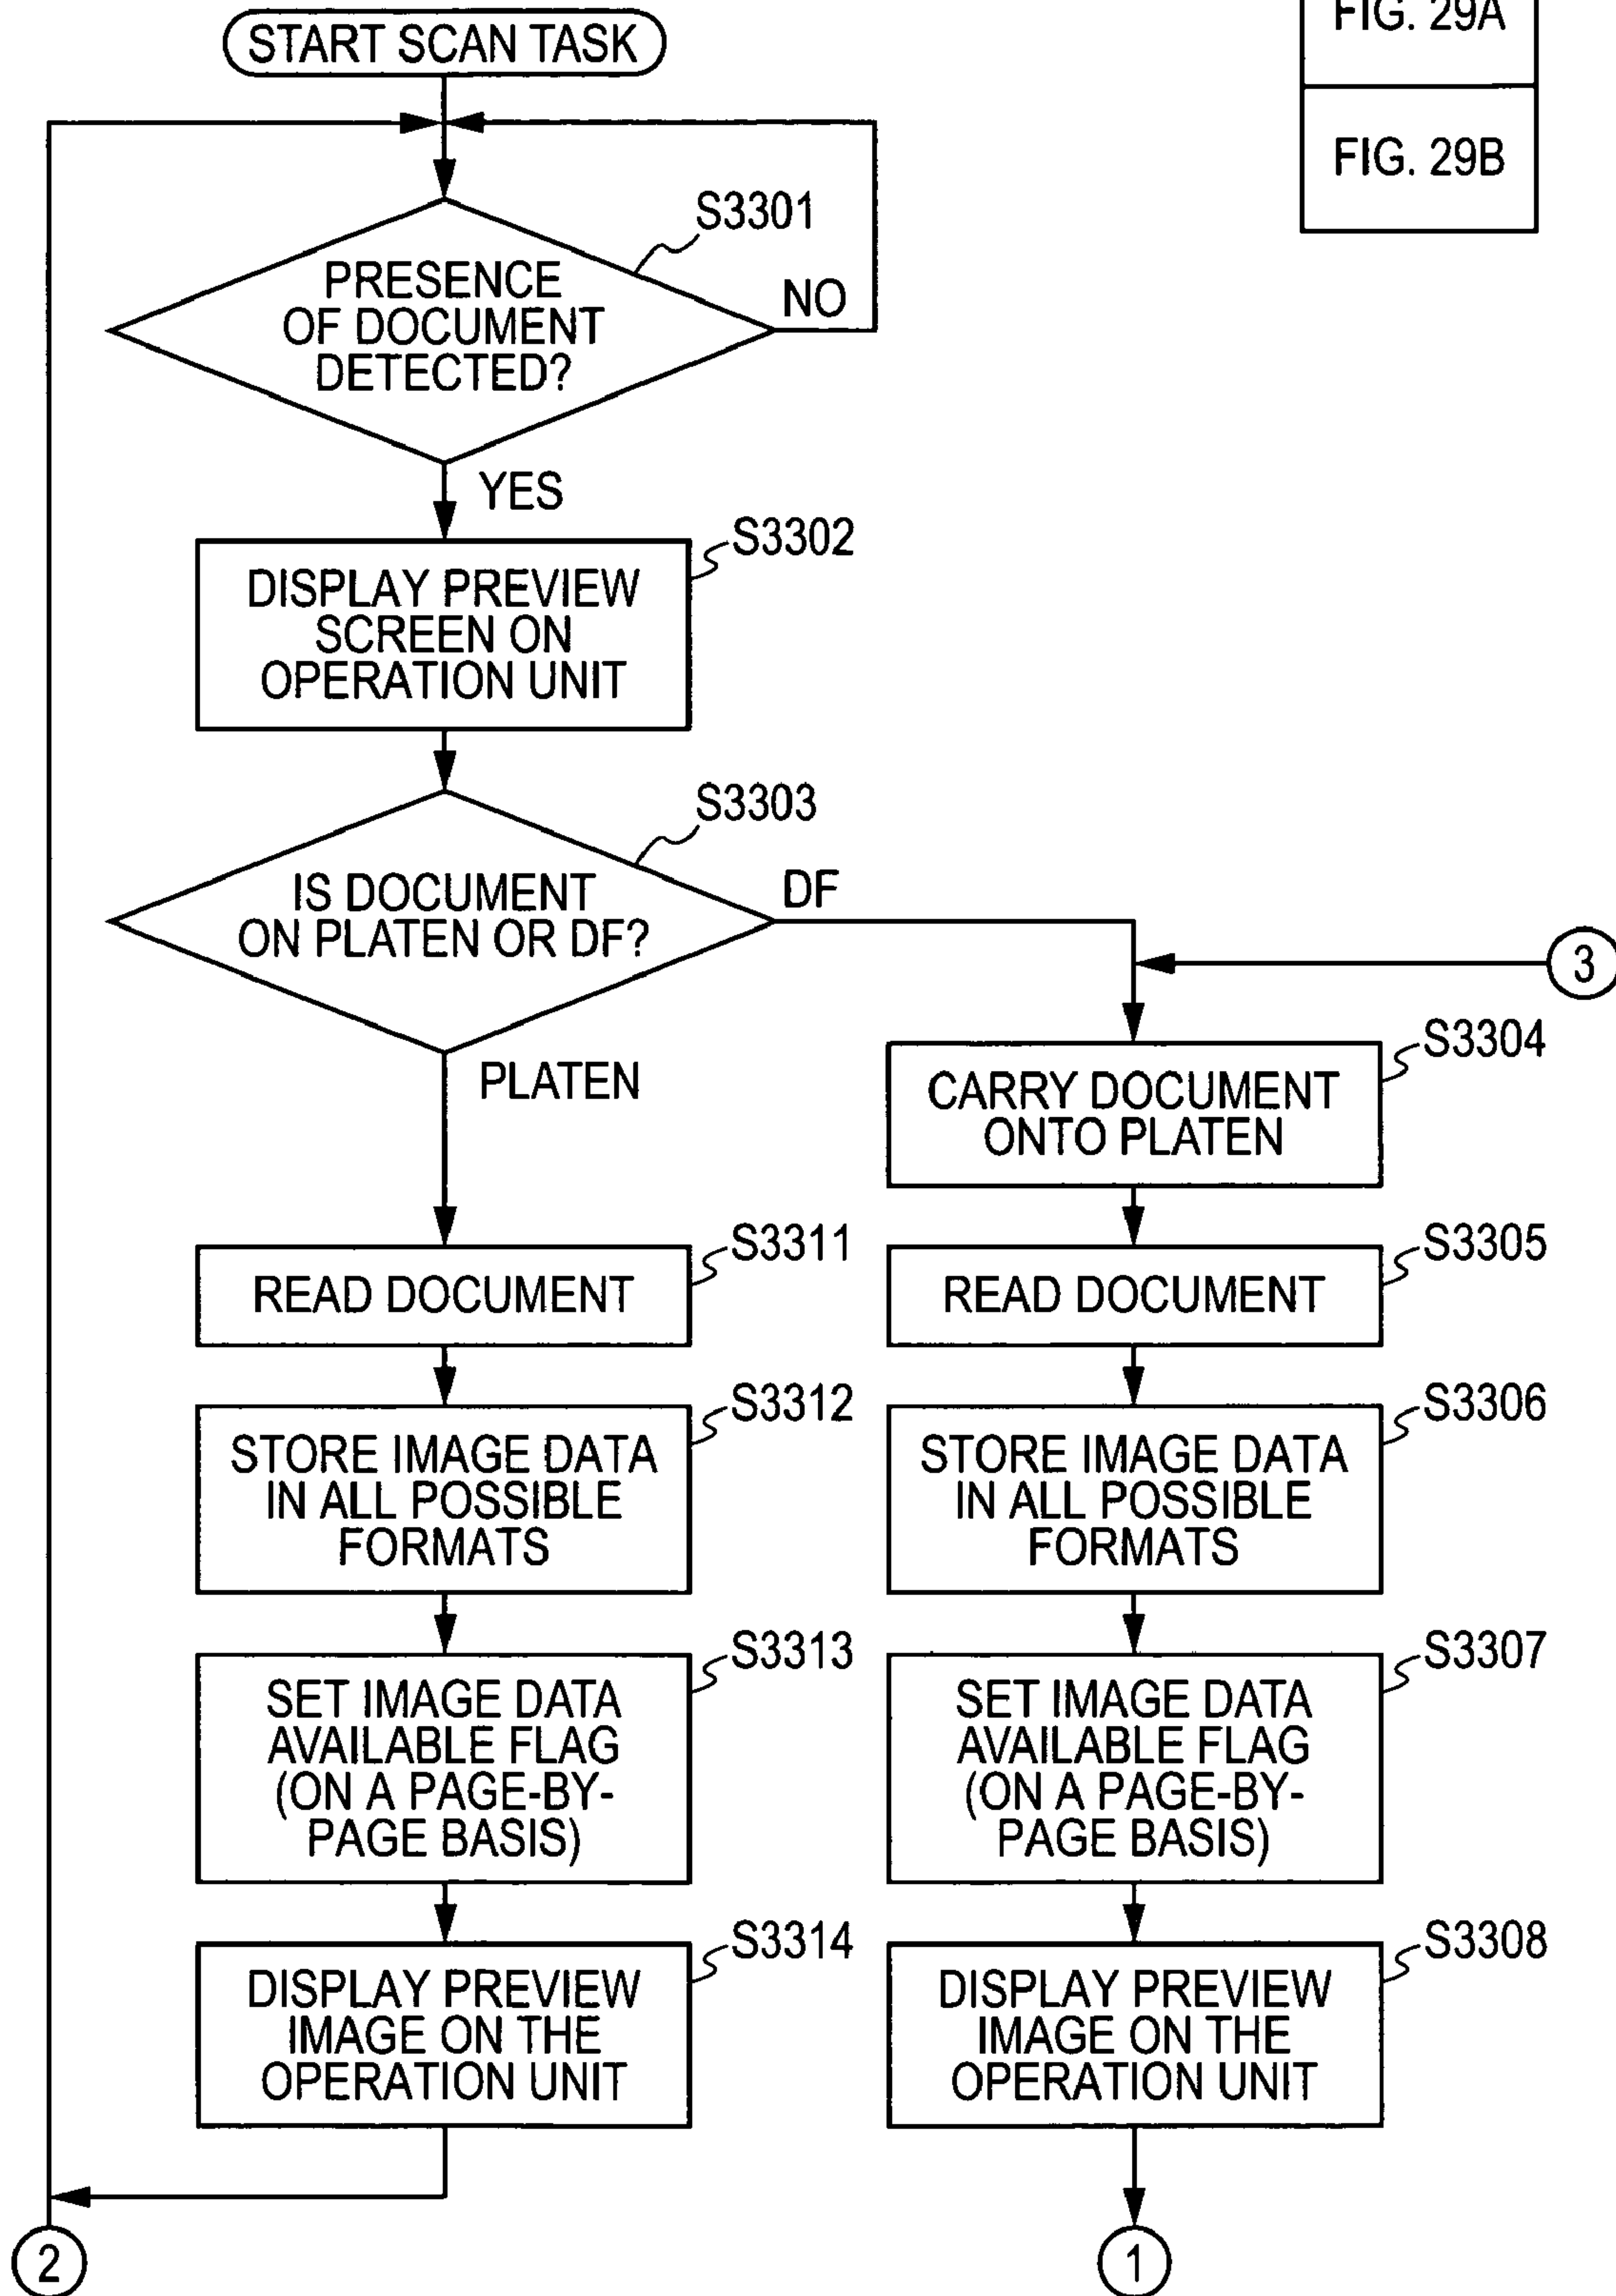 FIG. 29A
FIG. 29B
START SCAN TASK
S3301
PRESENCE
OF DOCUMENT
DETECTED?
NO
YES
S3302
DISPLAY PREVIEW
SCREEN ON
OPERATION UNIT
S3303
IS DOCUMENT
ON PLATEN OR DF?
DF
PLATEN
3
S3304
CARRY DOCUMENT
ONTO PLATEN
S3311
READ DOCUMENT
S3305
READ DOCUMENT
S3312
STORE IMAGE DATA
IN ALL POSSIBLE
FORMATS
S3306
STORE IMAGE DATA
IN ALL POSSIBLE
FORMATS
S3313
SET IMAGE DATA
AVAILABLE FLAG
(ON A PAGE-BY-
PAGE BASIS)
S3307
SET IMAGE DATA
AVAILABLE FLAG
(ON A PAGE-BY-
PAGE BASIS)
S3314
DISPLAY PREVIEW
IMAGE ON THE
OPERATION UNIT
S3308
DISPLAY PREVIEW
IMAGE ON THE
OPERATION UNIT
2
1